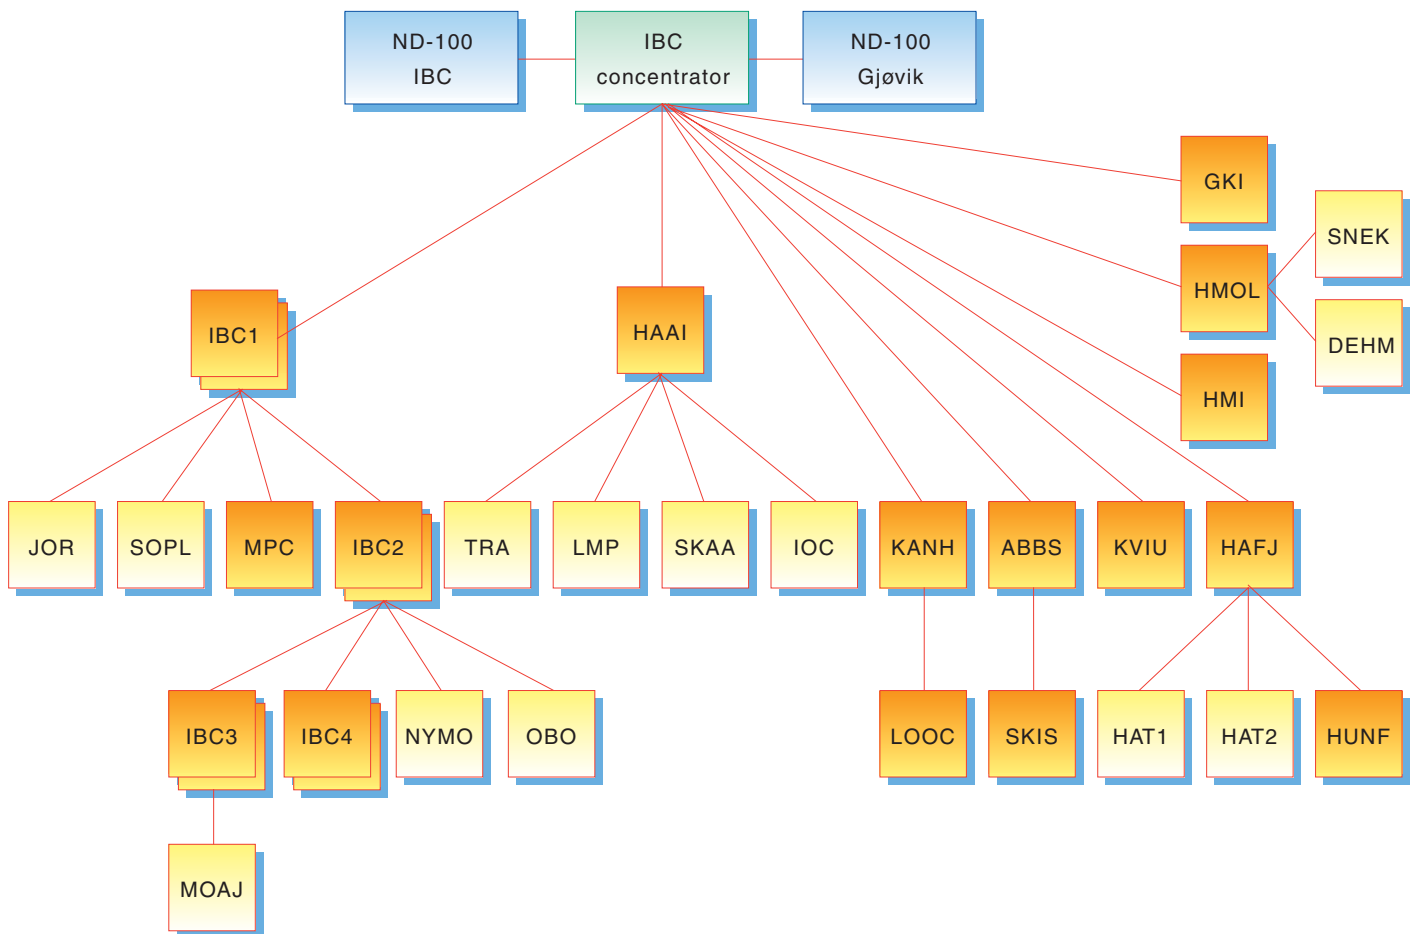 ND-100
IBC
IBC
concentrator
ND-100
Gjøvik
GKI
SNEK
HMOL
DEHM
IBC1
HAAI
HMI
JOR
SOPL
MPC
IBC2
TRA
LMP
SKAA
IOC
KANH
ABBS
KVIU
HAFJ
IBC3
IBC4
NYMO
OBO
LOOC
SKIS
HAT1
HAT2
HUNF
MOAJ